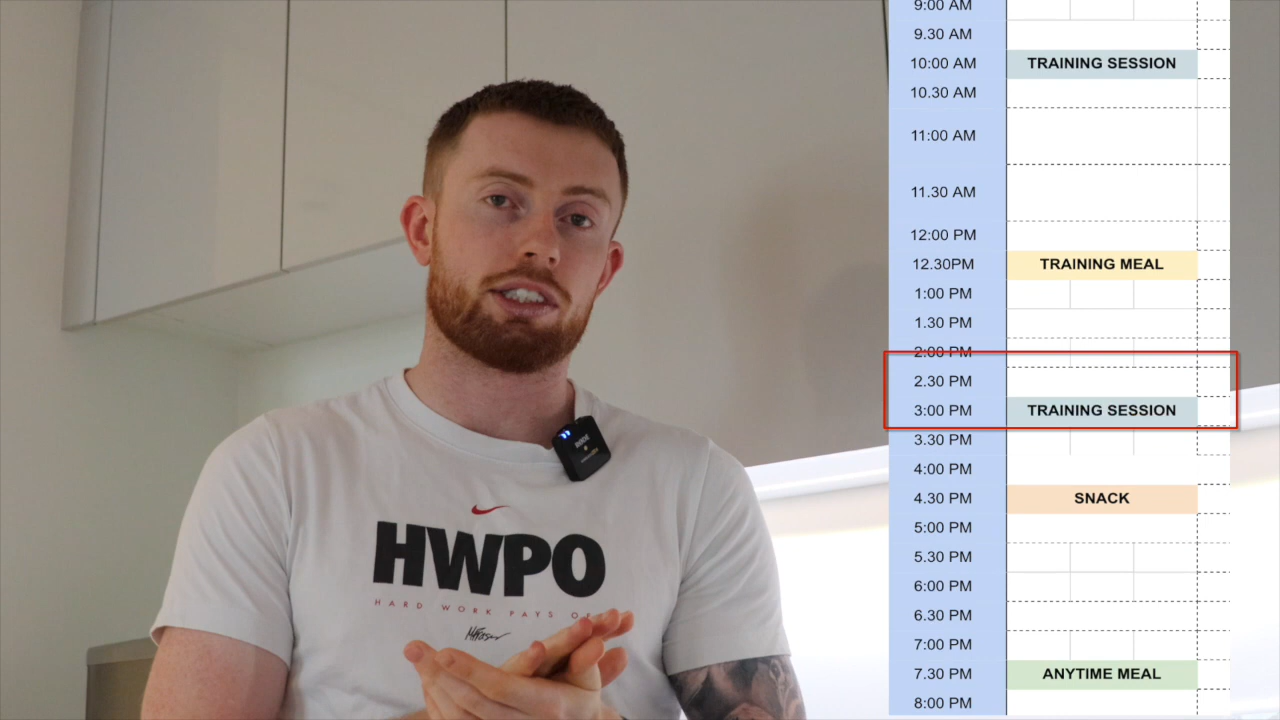 HWPO
HARD WORK PAYS
9:00 AM
9.30 AM
10:00 AM TRAINING SESSION
10.30 AM
11:00 AM
11.30 AM
12:00 PM
12.30PM TRAINING MEAL
1:00 PM
1.30 PM
2:00 PM
2.30 PM
3:00 PM TRAINING SESSION
3.30 PM
4:00 PM
4.30 PM SNACK
5:00 PM
5.30 PM
6:00 PM
6.30 PM
7:00 PM
7.30 PM ANYTIME MEAL
8:00 PM